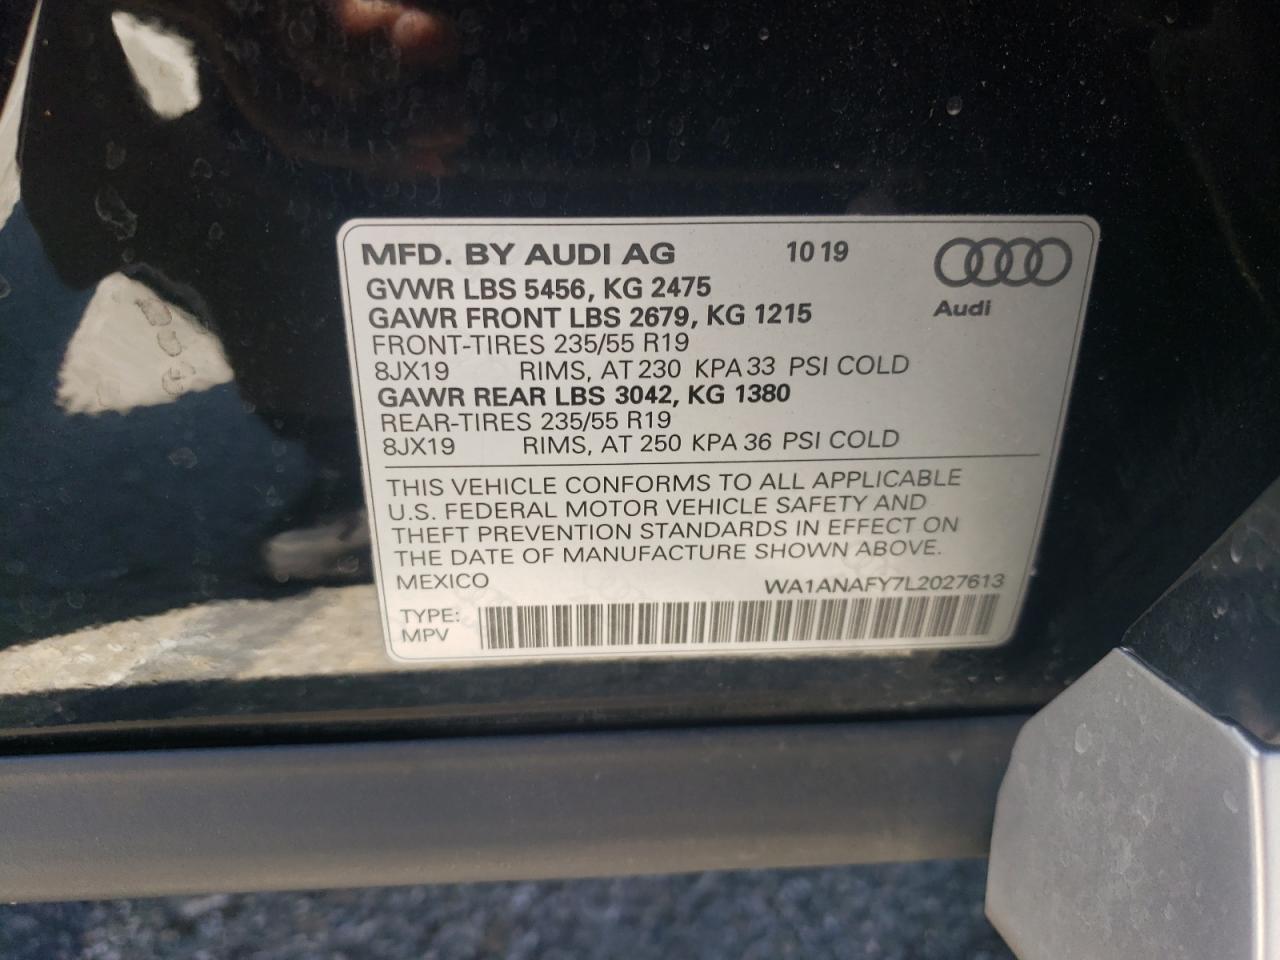 MFD. BY AUDI AG 10 19
GVWR LBS 5456, KG 2475
GAWR FRONT LBS 2679, KG 1215
Audi
FRONT-TIRES 235/55 R19
8JX19 RIMS, AT 230 KPA 33 PSI COLD
GAWR REAR LBS 3042, KG 1380
REAR-TIRES 235/55 R19
8JX19 RIMS, AT 250 KPA 36 PSI COLD
THIS VEHICLE CONFORMS TO ALL APPLICABLE
U.S. FEDERAL MOTOR VEHICLE SAFETY AND
THEFT PREVENTION STANDARDS IN EFFECT ON
THE DATE OF MANUFACTURE SHOWN ABOVE.
MEXICO WA1ANAFY7L2027613
TYPE:
MPV